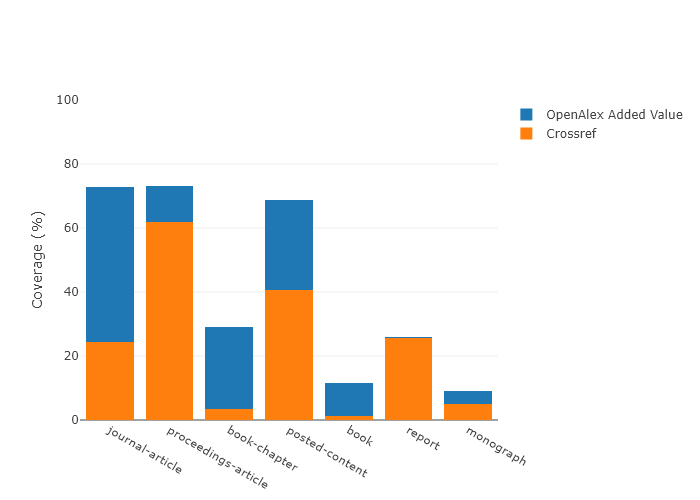 100
80
60
40
20
0
Coverage (%)
journal-article
proceedings-article
book-chapter
posted-content
book
report
monograph
OpenAlex Added Value
Crossref